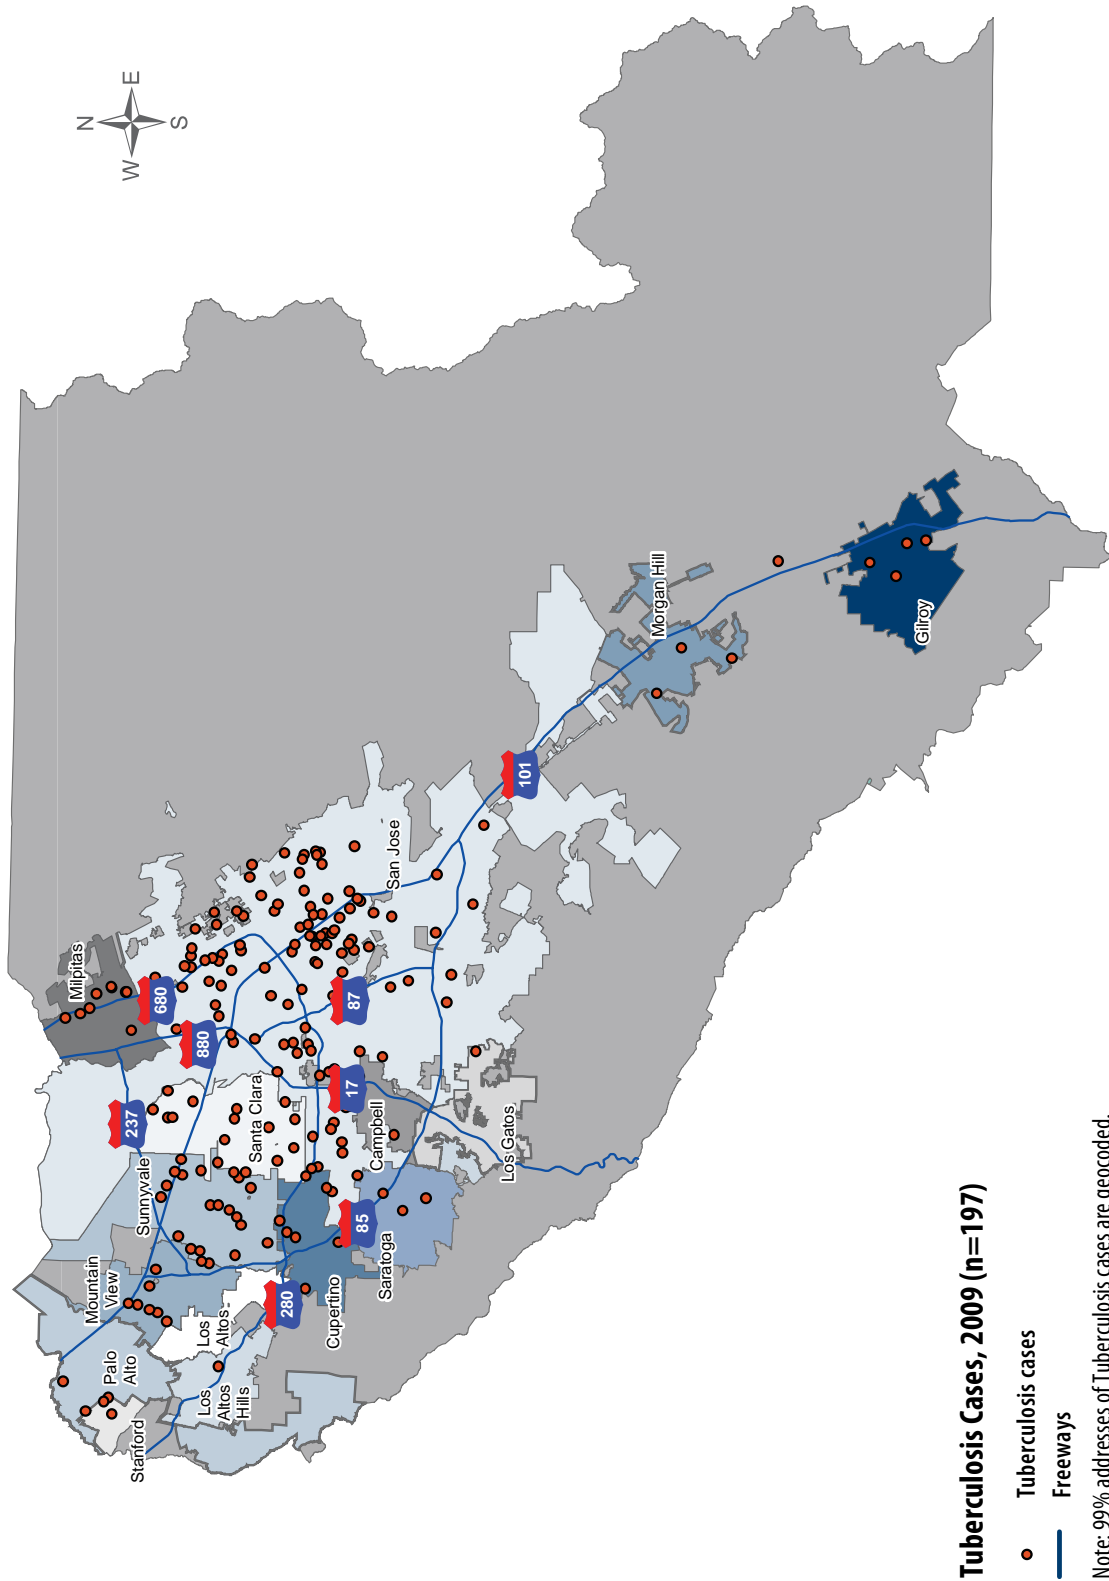 N
W
E
S
Milpitas
680
880
237
Sunnyvale
Mountain
View
Palo
Alto
Stanford
Los
Altos
Hills
Los
Altos
Santa Clara
280
Cupertino
85
Saratoga
17
Campbell
Los Gatos
87
San Jose
101
Morgan Hill
Gilroy
Tuberculosis Cases, 2009 (n=197)
Tuberculosis cases
Freeways
Note: 99% addresses of Tuberculosis cases are geocoded.